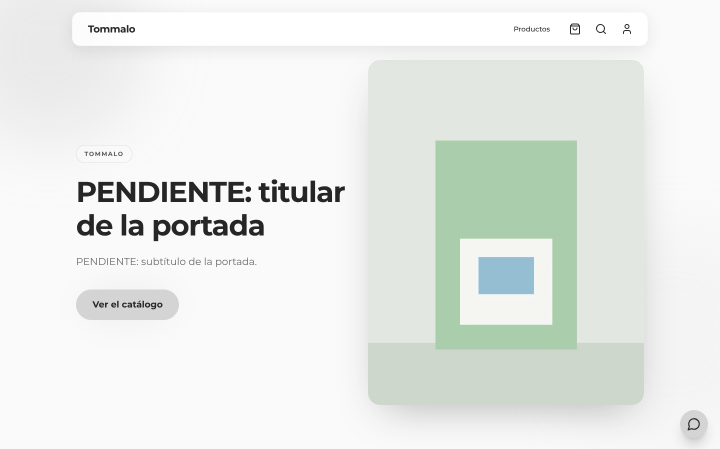 Tommalo
Productos
TOMMALO
PENDIENTE: titular
de la portada
PENDIENTE: subtítulo de la portada.
Ver el catálogo